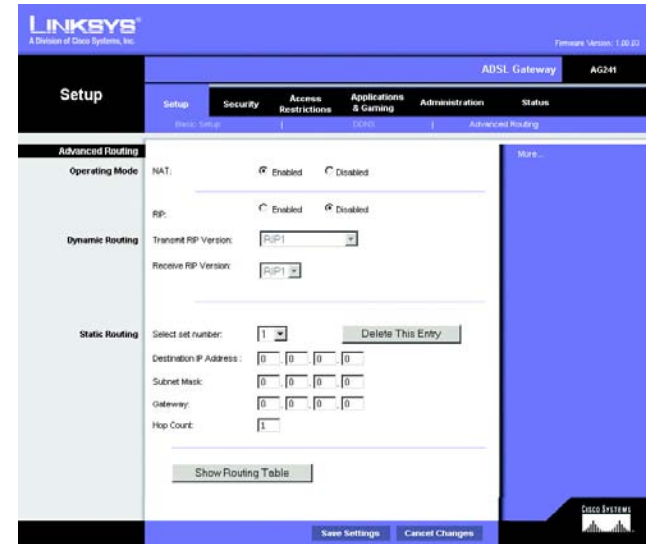 LINKSYS®
A Division of Cisco Systems, Inc.
Firmware Version: 1.00.03
ADSL Gateway AG241
Setup
Setup Security Access Restrictions Applications & Gaming Administration Status
Basic Setup | DDNS | Advanced Routing
Advanced Routing
More...
Operating Mode NAT: Enabled Disabled
RIP: Enabled Disabled
Dynamic Routing Transmit RIP Version: RIP1
Receive RIP Version: RIP1
Static Routing Select set number: 1 Delete This Entry
Destination IP Address : 0 . 0 . 0 . 0
Subnet Mask: 0 . 0 . 0 . 0
Gateway: 0 . 0 . 0 . 0
Hop Count: 1
Show Routing Table
CISCO SYSTEMS
Save Settings Cancel Changes